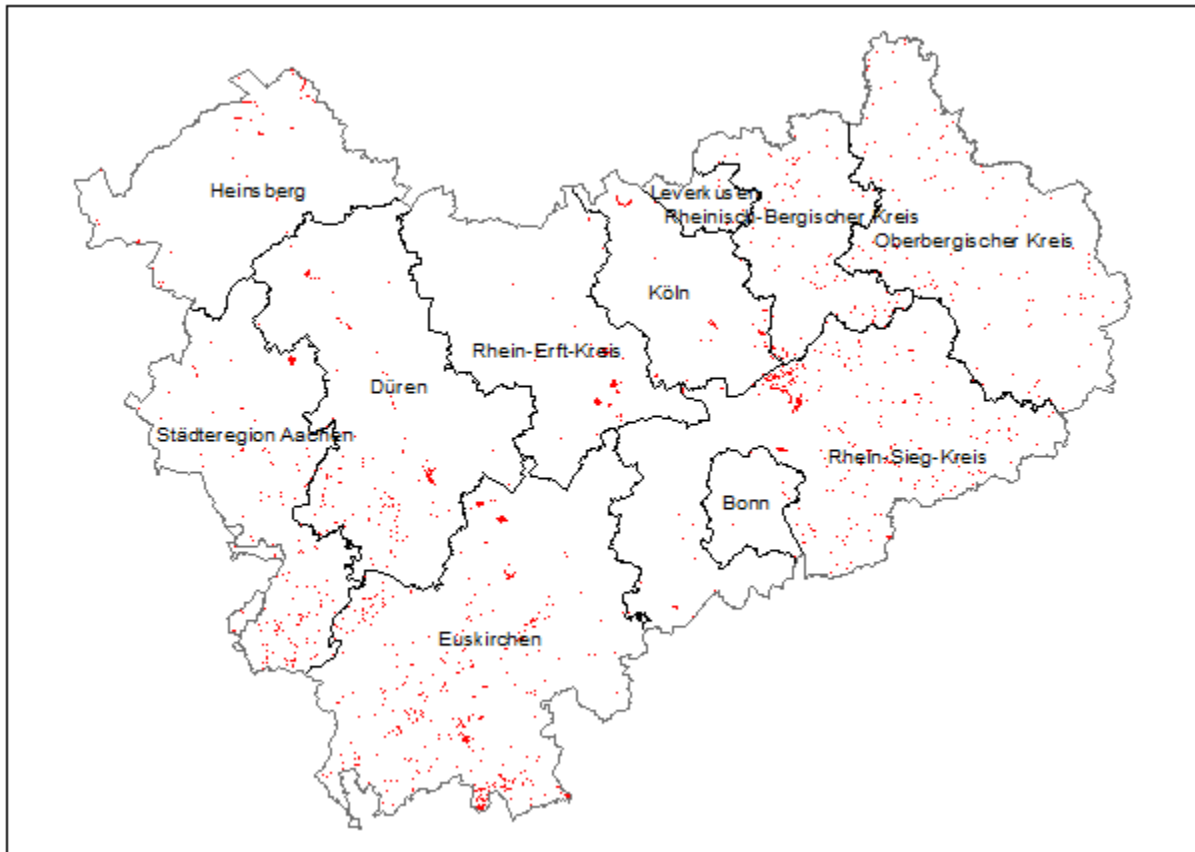 Heinsberg
Leverkusen
Rheinisch-Bergischer Kreis
Oberbergischer Kreis
Köln
Rhein-Erft-Kreis
Düren
Städteregion Aachen
Rhein-Sieg-Kreis
Bonn
Euskirchen